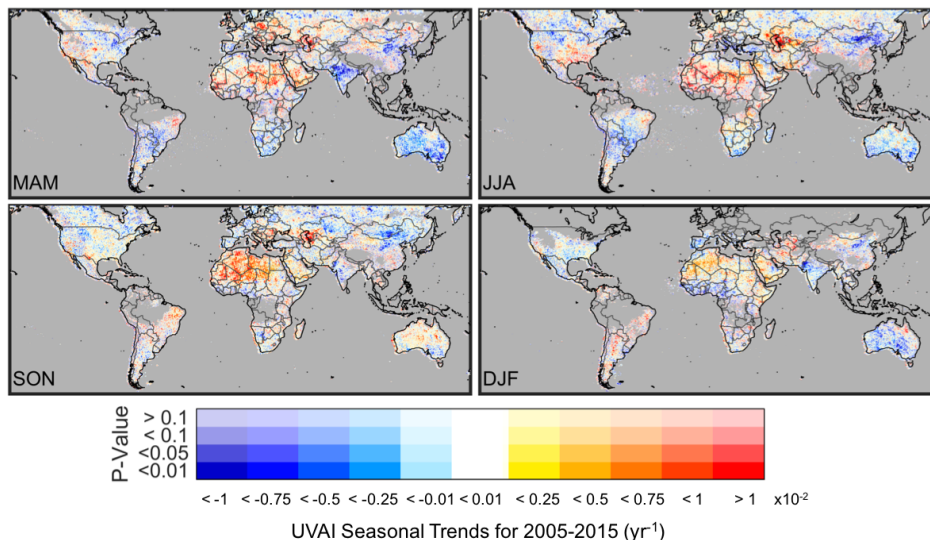 MAM
JJA
SON
DJF
P-Value
> 0.1
< 0.1
<0.05
<0.01
< -1 < -0.75 < -0.5 < -0.25 < -0.01 < 0.01 < 0.25 < 0.5 < 0.75 < 1 > 1 x10⁻²
UVAI Seasonal Trends for 2005-2015 (yr⁻¹)